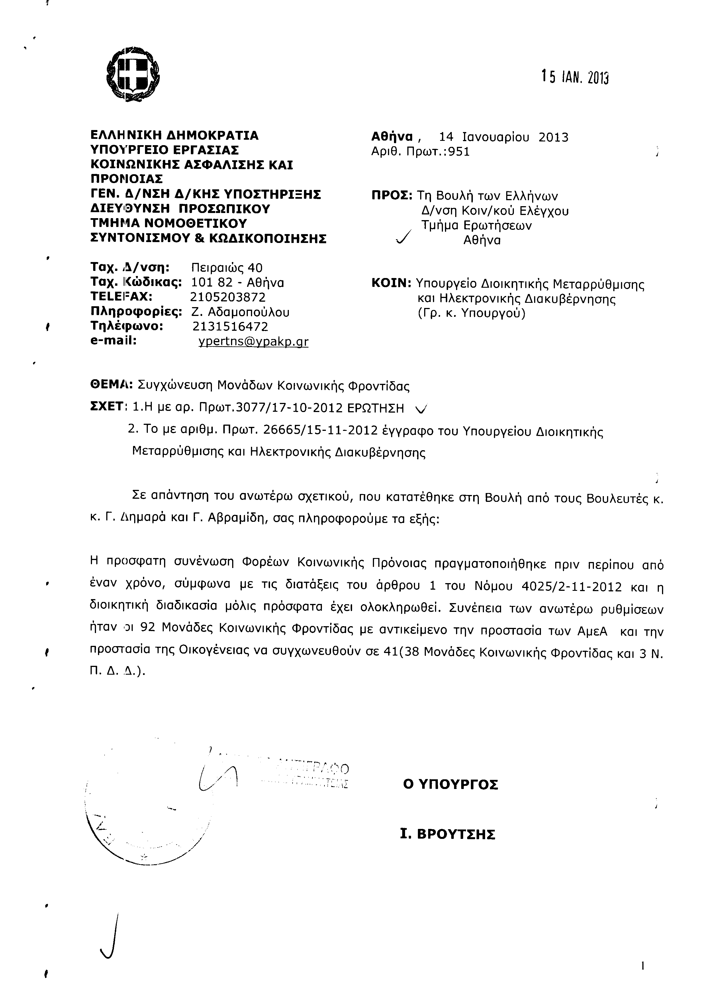 15 ΙΑΝ. 2013
ΕΛΛΗΝΙΚΗ ΔΗΜΟΚΡΑΤΙΑ
ΥΠΟΥΡΓΕΙΟ ΕΡΓΑΣΙΑΣ
ΚΟΙΝΩΝΙΚΗΣ ΑΣΦΑΛΙΣΗΣ ΚΑΙ
ΠΡΟΝΟΙΑΣ
ΓΕΝ. Δ/ΝΣΗ Δ/ΚΗΣ ΥΠΟΣΤΗΡΙΞΗΣ
ΔΙΕΥΘΥΝΣΗ ΠΡΟΣΩΠΙΚΟΥ
ΤΜΗΜΑ ΝΟΜΟΘΕΤΙΚΟΥ
ΣΥΝΤΟΝΙΣΜΟΥ & ΚΩΔΙΚΟΠΟΙΗΣΗΣ
Ταχ. Δ/νση: Πειραιώς 40
Ταχ. Κώδικας: 101 82 - Αθήνα
TELEFAX: 2105203872
Πληροφορίες: Ζ. Αδαμοπούλου
Τηλέφωνο: 2131516472
e-mail: ypertns@ypakp.gr
Αθήνα , 14 Ιανουαρίου 2013
Αριθ. Πρωτ.:951
ΠΡΟΣ: Τη Βουλή των Ελλήνων
Δ/νση Κοιν/κού Ελέγχου
Τμήμα Ερωτήσεων
Αθήνα
ΚΟΙΝ: Υπουργείο Διοικητικής Μεταρρύθμισης
και Ηλεκτρονικής Διακυβέρνησης
(Γρ. κ. Υπουργού)
ΘΕΜΑ: Συγχώνευση Μονάδων Κοινωνικής Φροντίδας
ΣΧΕΤ: 1.Η με αρ. Πρωτ.3077/17-10-2012 ΕΡΩΤΗΣΗ
2. Το με αριθμ. Πρωτ. 26665/15-11-2012 έγγραφο του Υπουργείου Διοικητικής
Μεταρρύθμισης και Ηλεκτρονικής Διακυβέρνησης
Σε απάντηση του ανωτέρω σχετικού, που κατατέθηκε στη Βουλή από τους Βουλευτές κ.
κ. Γ. Δημαρά και Γ. Αβραμίδη, σας πληροφορούμε τα εξής:
Η προσφατη συνένωση Φορέων Κοινωνικής Πρόνοιας πραγματοποιήθηκε πριν περίπου από
έναν χρόνο, σύμφωνα με τις διατάξεις του άρθρου 1 του Νόμου 4025/2-11-2012 και η
διοικητική διαδικασία μόλις πρόσφατα έχει ολοκληρωθεί. Συνέπεια των ανωτέρω ρυθμίσεων
ήταν οι 92 Μονάδες Κοινωνικής Φροντίδας με αντικείμενο την προστασία των ΑμεΑ και την
προστασία της Οικογένειας να συγχωνευθούν σε 41(38 Μονάδες Κοινωνικής Φροντίδας και 3 Ν.
Π. Δ. Δ.).
ΑΝΤΙΓΡΑΦΟ
Ο ΥΠΟΥΡΓΟΣ
Ι. ΒΡΟΥΤΣΗΣ
1